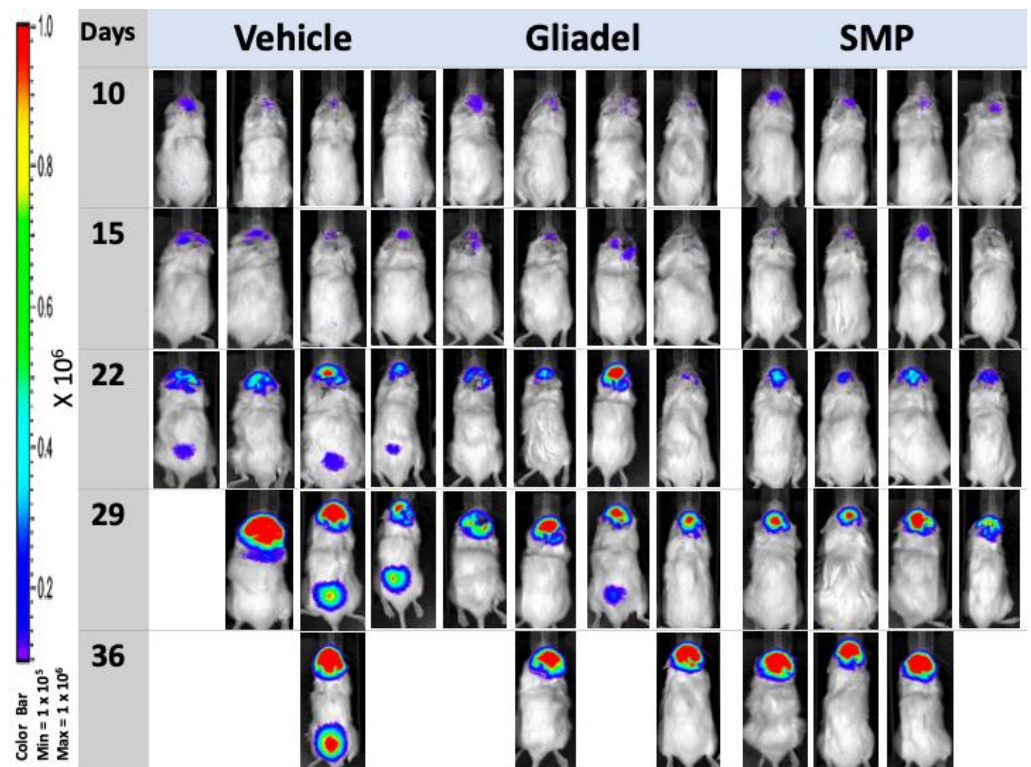 Days Vehicle Gliadel SMP
10
15
22
29
36
1.0
0.8
0.6
0.4
0.2
X 10⁶
Color Bar
Min = 1 x 10⁵
Max = 1 x 10⁶